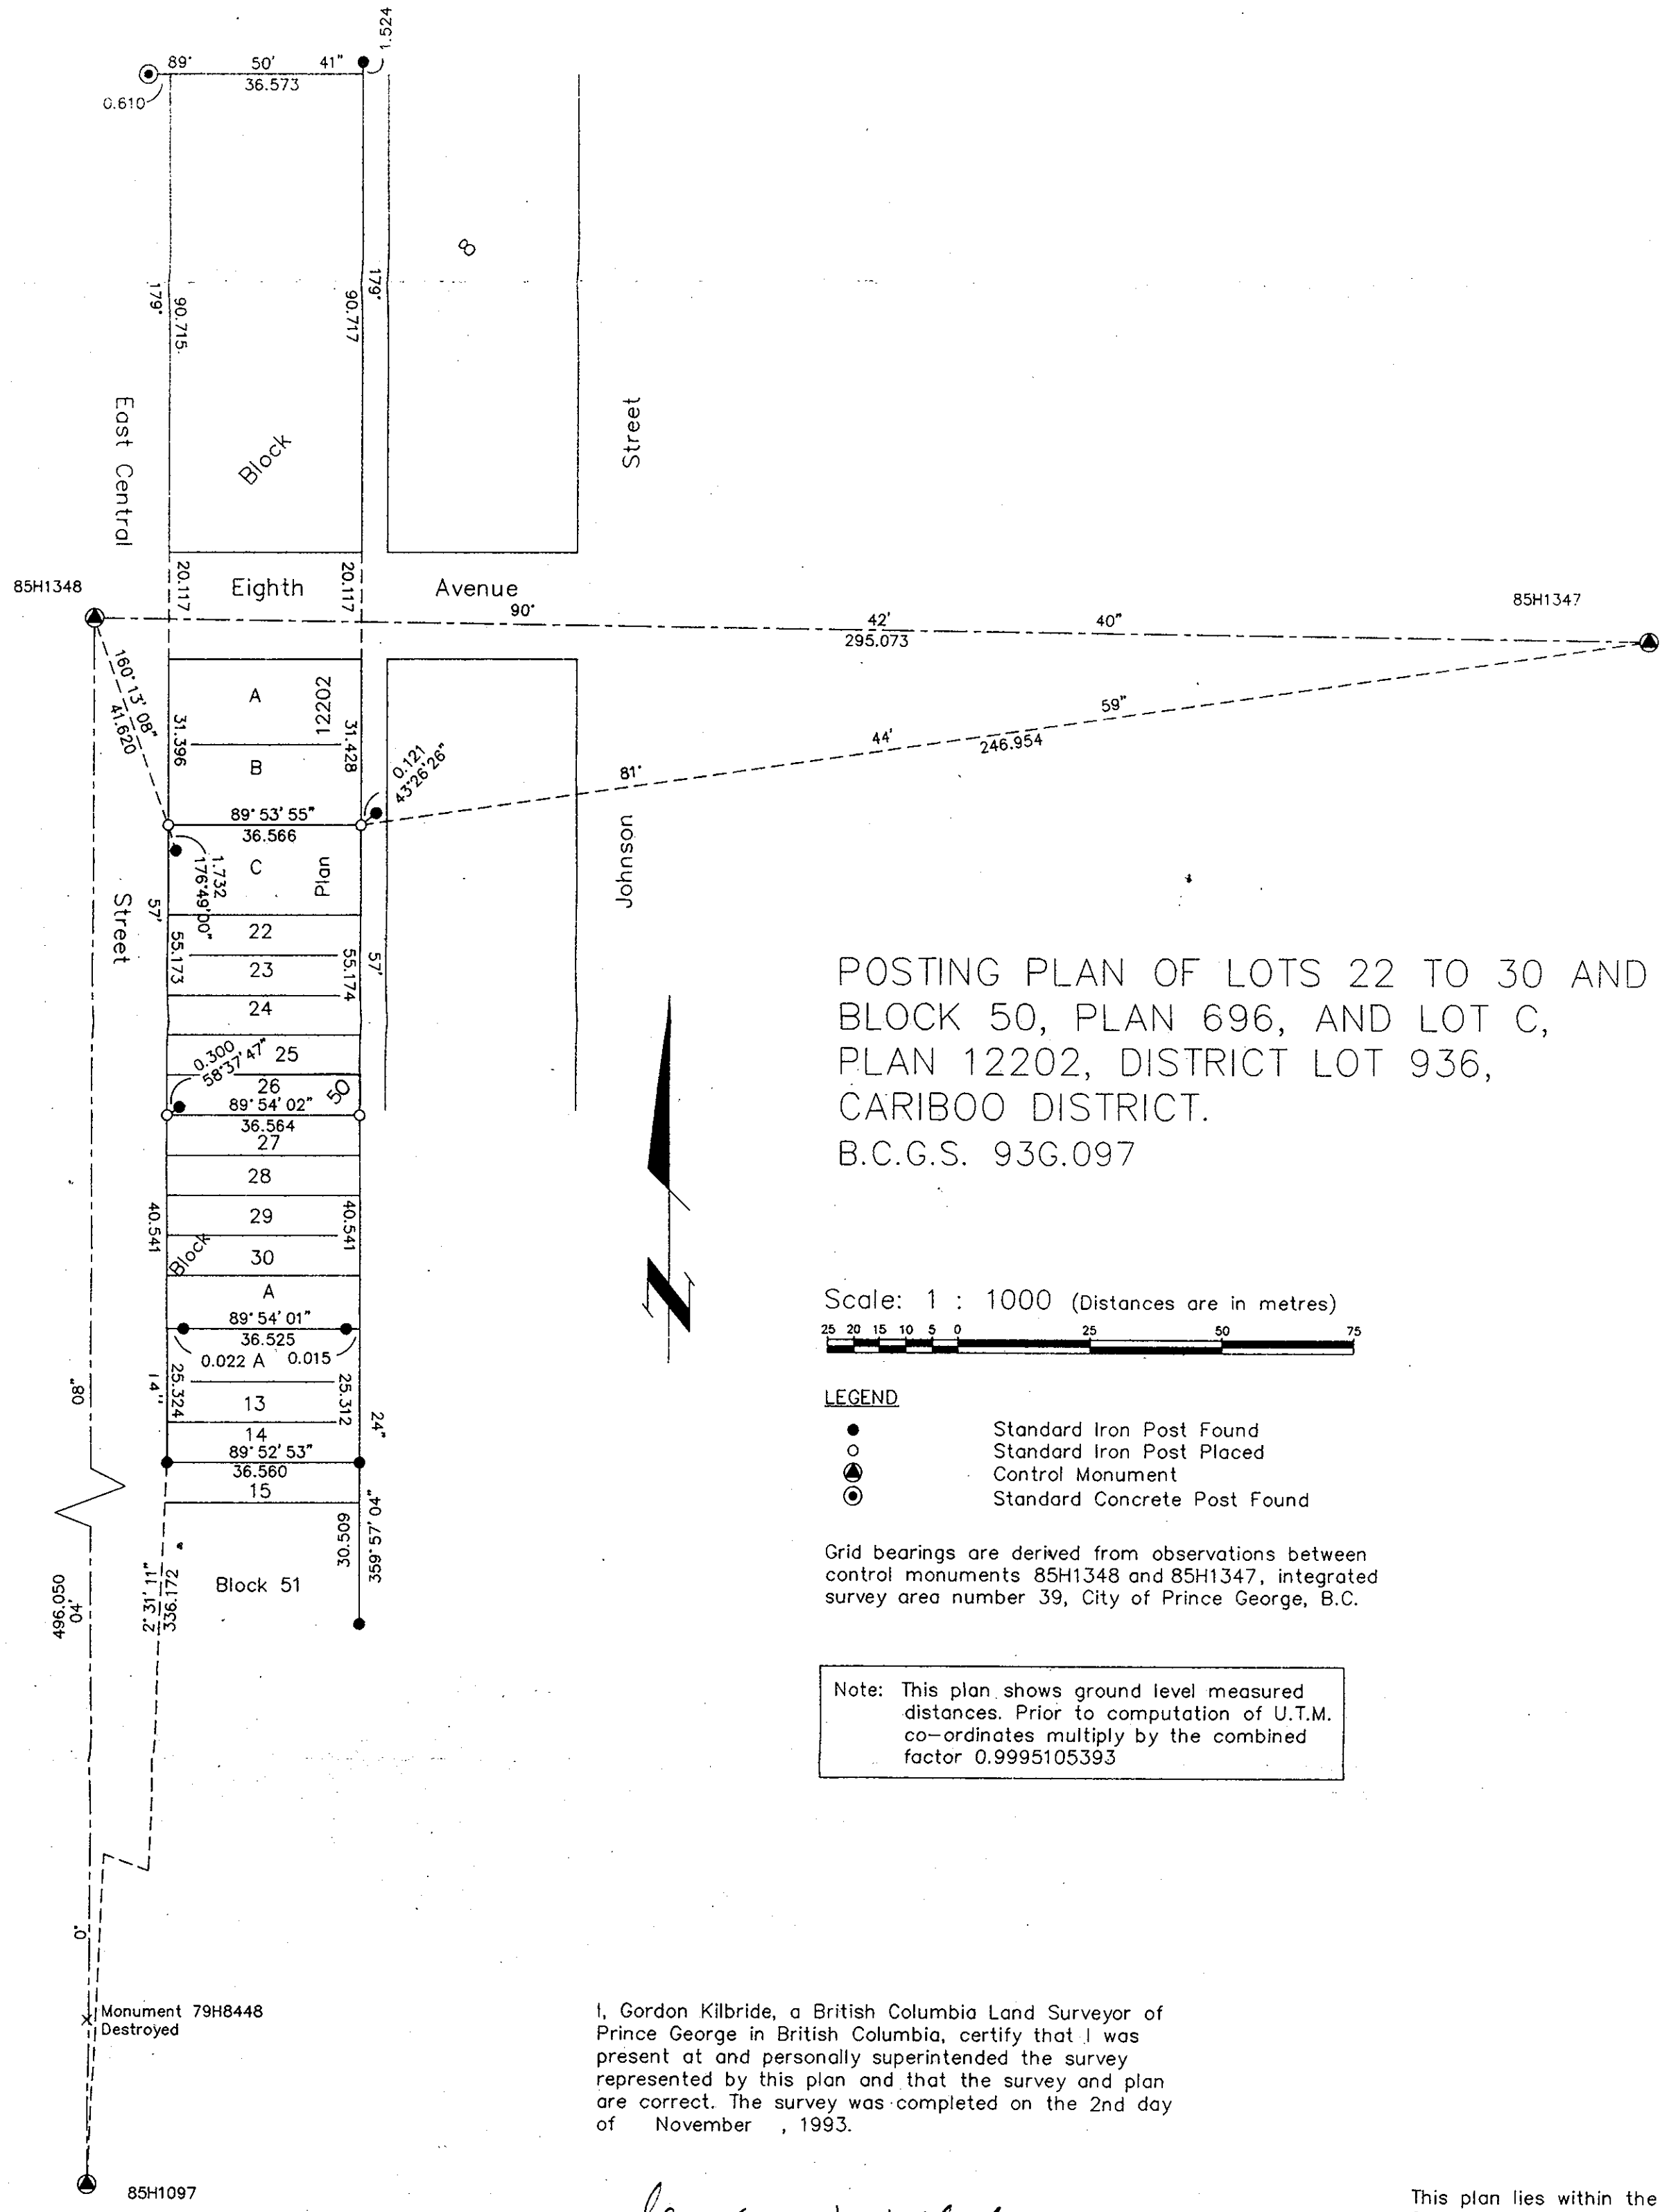 1.524
89° 50' 41"
36.573
0.610
8
179°
90.715
90.717
179°
East Central
Block
Street
85H1348
20.117
Eighth
20.117
Avenue
90° 42' 40"
295.073
85H1347
160° 13' 08"
41.620
A
12202
31.396
31.428
B
0.121
43°26'26"
81° 44' 59"
246.954
89° 53' 55"
36.566
C
Plan
1.732
176°49'00"
Johnson
Street
57'
55.173
22
23
24
25
55.174
57'
0.300
58°37'47"
26
50
89° 54' 02"
36.564
27
28
29
30
40.541
40.541
Block
A
89° 54' 01"
36.525
0.022 A 0.015
08"
14"
25.324
13
25.312
24"
14
89° 52' 53"
36.560
15
30.509
359° 57' 04"
Block 51
2° 31' 11"
336.172
496.050
04'
0°
Monument 79H8448
Destroyed
85H1097
POSTING PLAN OF LOTS 22 TO 30 AND
BLOCK 50, PLAN 696, AND LOT C,
PLAN 12202, DISTRICT LOT 936,
CARIBOO DISTRICT.
B.C.G.S. 93G.097
N
Scale: 1 : 1000 (Distances are in metres)
25 20 15 10 5 0 25 50 75
LEGEND
Standard Iron Post Found
Standard Iron Post Placed
Control Monument
Standard Concrete Post Found
Grid bearings are derived from observations between
control monuments 85H1348 and 85H1347, integrated
survey area number 39, City of Prince George, B.C.
Note: This plan shows ground level measured
distances. Prior to computation of U.T.M.
co-ordinates multiply by the combined
factor 0.9995105393
I, Gordon Kilbride, a British Columbia Land Surveyor of
Prince George in British Columbia, certify that I was
present at and personally superintended the survey
represented by this plan and that the survey and plan
are correct. The survey was completed on the 2nd day
of November , 1993.
This plan lies within the